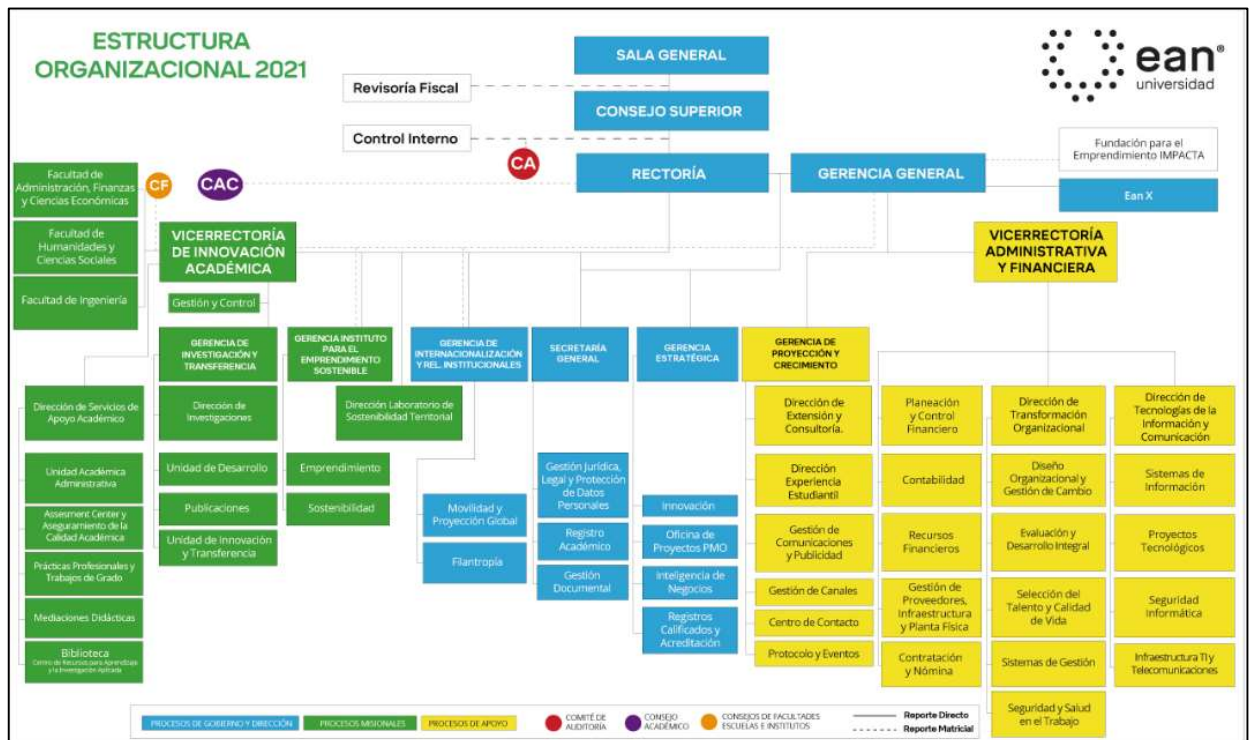 ESTRUCTURA
ORGANIZACIONAL 2021
ean®
universidad
SALA GENERAL
Revisoría Fiscal
CONSEJO SUPERIOR
Control Interno
CA
RECTORÍA
GERENCIA GENERAL
Fundación para el
Emprendimiento IMPACTA
Ean X
Facultad de
Administración, Finanzas
y Ciencias Económicas
CF
CAC
Facultad de
Humanidades y
Ciencias Sociales
Facultad de Ingeniería
VICERRECTORÍA
DE INNOVACIÓN
ACADÉMICA
VICERRECTORÍA
ADMINISTRATIVA
Y FINANCIERA
Gestión y Control
GERENCIA DE
INVESTIGACIÓN Y
TRANSFERENCIA
GERENCIA INSTITUTO
PARA EL
EMPRENDIMIENTO
SOSTENIBLE
GERENCIA DE
INTERNACIONALIZACIÓN
Y REL. INSTITUCIONALES
SECRETARÍA
GENERAL
GERENCIA
ESTRATÉGICA
GERENCIA DE
PROYECCIÓN Y
CRECIMIENTO
Dirección de Servicios de
Apoyo Académico
Unidad Académica
Administrativa
Assesment Center y
Aseguramiento de la
Calidad Académica
Prácticas Profesionales y
Trabajos de Grado
Mediaciones Didácticas
Biblioteca
Centro de Recursos para Aprendizaje
y la Investigación Aplicada
Dirección de
Investigaciones
Unidad de Desarrollo
Publicaciones
Unidad de Innovación
y Transferencia
Emprendimiento
Sostenibilidad
Dirección Laboratorio de
Sostenibilidad Territorial
Movilidad y
Proyección Global
Filantropía
Gestión Jurídica,
Legal y Protección
de Datos
Personales
Registro
Académico
Gestión
Documental
Innovación
Oficina de
Proyectos PMO
Inteligencia de
Negocios
Registros
Calificados y
Acreditación
Dirección de
Extensión y
Consultoría.
Dirección
Experiencia
Estudiantil
Gestión de
Comunicaciones
y Publicidad
Gestión de Canales
Centro de Contacto
Protocolo y Eventos
Planeación
y Control
Financiero
Contabilidad
Recursos
Financieros
Gestión de
Proveedores,
Infraestructura
y Planta Física
Contratación
y Nómina
Dirección de
Transformación
Organizacional
Diseño
Organizacional y
Gestión de Cambio
Evaluación y
Desarrollo Integral
Selección del
Talento y Calidad
de Vida
Sistemas de Gestión
Seguridad y Salud
en el Trabajo
Dirección de
Tecnologías de la
Información y
Comunicación
Sistemas de
Información
Proyectos
Tecnológicos
Seguridad
Informática
Infraestructura TI y
Telecomunicaciones
PROCESOS DE GOBIERNO Y DIRECCIÓN
PROCESOS MISIONALES
PROCESOS DE APOYO
COMITÉ DE
AUDITORÍA
CONSEJO
ACADÉMICO
CONSEJOS DE FACULTADES
ESCUELAS E INSTITUTOS
Reporte Directo
Reporte Matricial